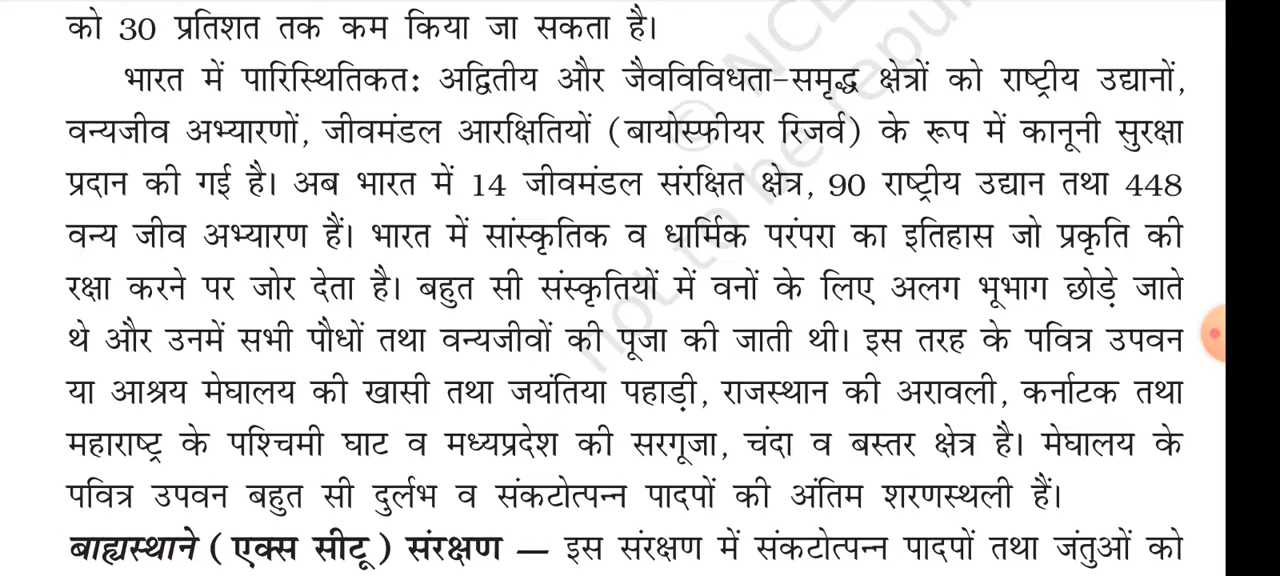 को 30 प्रतिशत तक कम किया जा सकता है।
भारत में पारिस्थितिकत: अद्वितीय और जैवविविधता-समृद्ध क्षेत्रों को राष्ट्रीय उद्यानों,
वन्यजीव अभ्यारणों, जीवमंडल आरक्षितियों (बायोस्फीयर रिजर्व) के रूप में कानूनी सुरक्षा
प्रदान की गई है। अब भारत में 14 जीवमंडल संरक्षित क्षेत्र, 90 राष्ट्रीय उद्यान तथा 448
वन्य जीव अभ्यारण हैं। भारत में सांस्कृतिक व धार्मिक परंपरा का इतिहास जो प्रकृति की
रक्षा करने पर जोर देता है। बहुत सी संस्कृतियों में वनों के लिए अलग भूभाग छोड़े जाते
थे और उनमें सभी पौधों तथा वन्यजीवों की पूजा की जाती थी। इस तरह के पवित्र उपवन
या आश्रय मेघालय की खासी तथा जयंतिया पहाड़ी, राजस्थान की अरावली, कर्नाटक तथा
महाराष्ट्र के पश्चिमी घाट व मध्यप्रदेश की सरगूजा, चंदा व बस्तर क्षेत्र है। मेघालय के
पवित्र उपवन बहुत सी दुर्लभ व संकटोत्पन्न पादपों की अंतिम शरणस्थली हैं।
बाह्यस्थाने (एक्स सीटू) संरक्षण — इस संरक्षण में संकटोत्पन्न पादपों तथा जंतुओं को
not to be repu